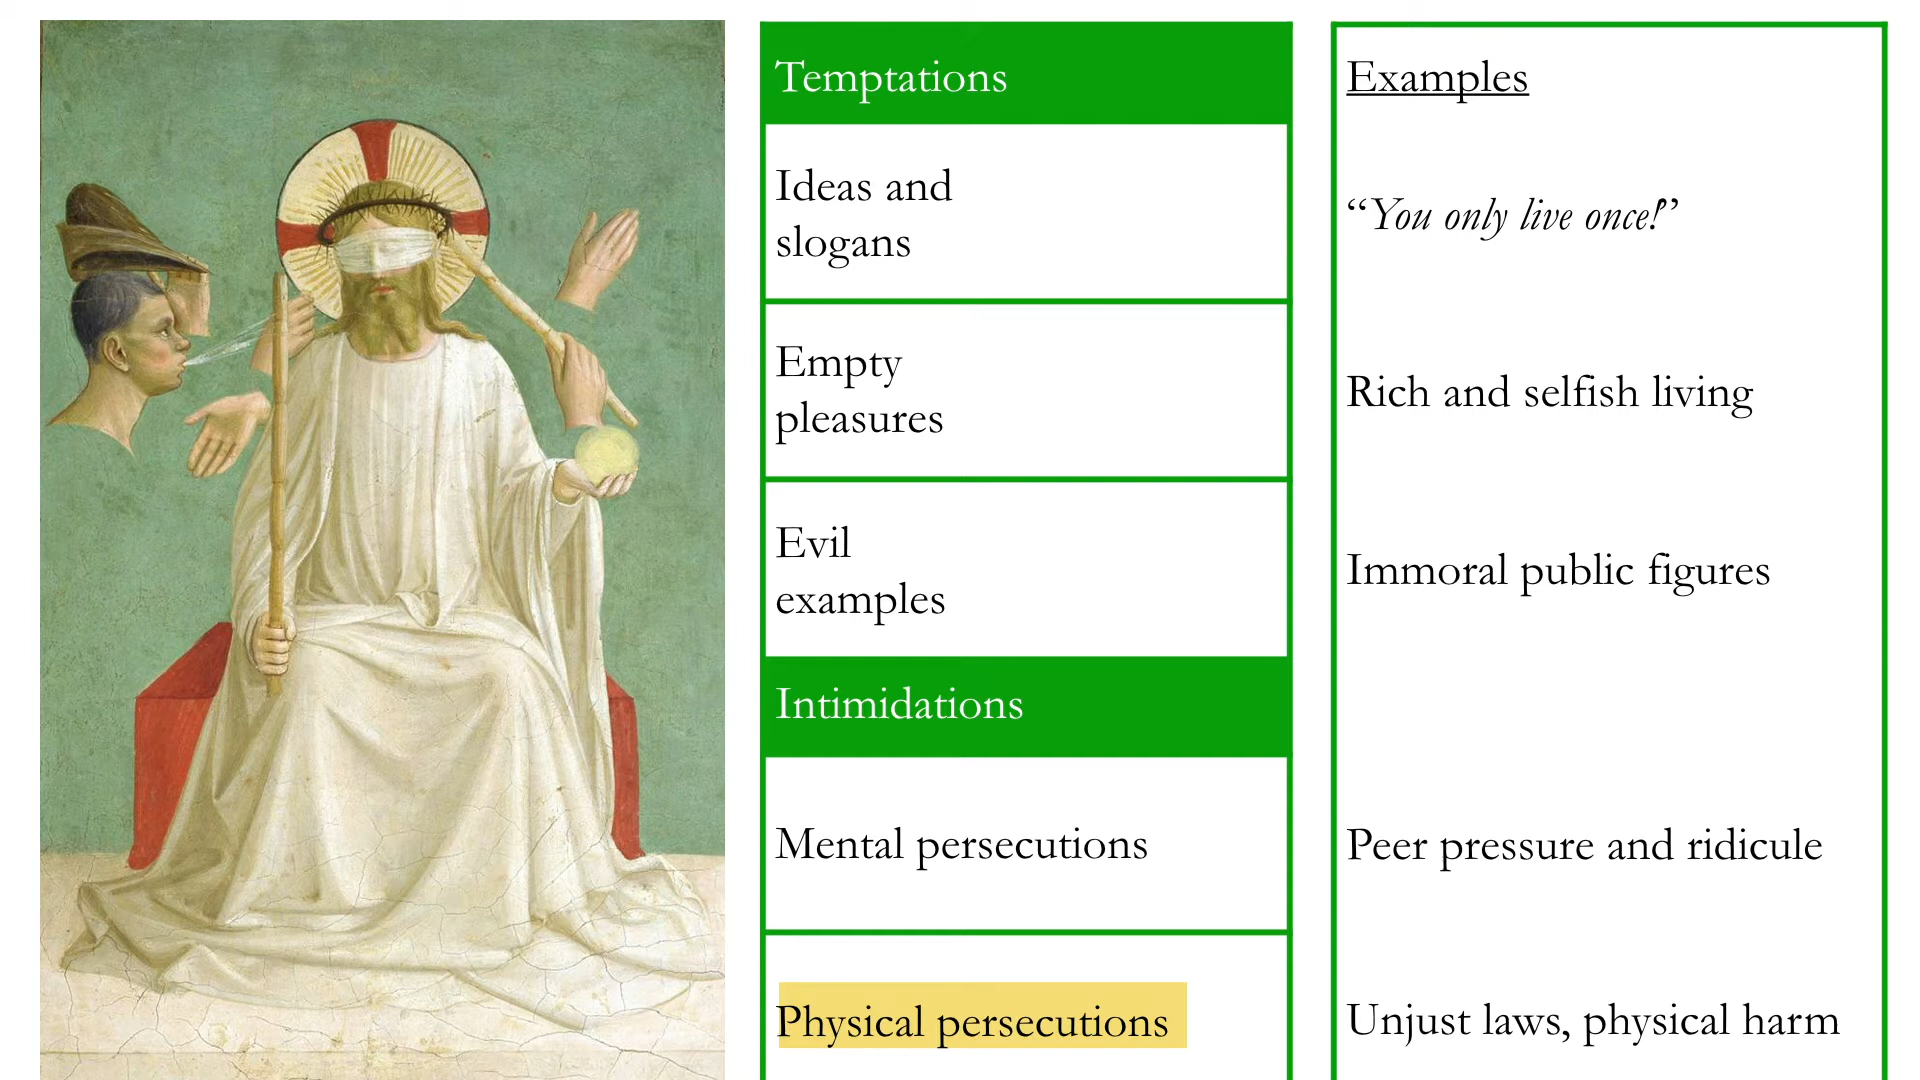 Temptations
Examples
Ideas and
slogans
“You only live once!”
Empty
pleasures
Rich and selfish living
Evil
examples
Immoral public figures
Intimidations
Mental persecutions
Peer pressure and ridicule
Physical persecutions
Unjust laws, physical harm